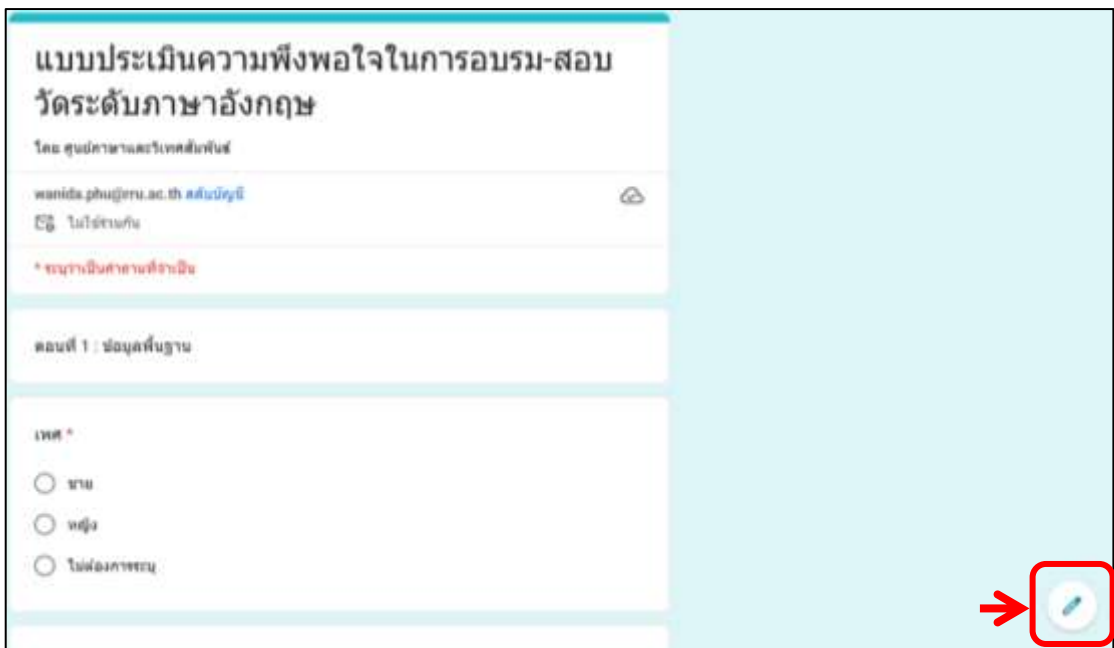 แบบประเมินความพึงพอใจในการอบรม-สอบ
วัดระดับภาษาอังกฤษ
โดย ศูนย์ภาษาและวิเทศสัมพันธ์
wanida.phu@rru.ac.th สลับบัญชี
ไม่ใช่ร่วมกัน
* ระบุว่าเป็นคำถามที่จำเป็น
ตอนที่ 1 : ข้อมูลพื้นฐาน
เพศ *
ชาย
หญิง
ไม่ต้องการระบุ